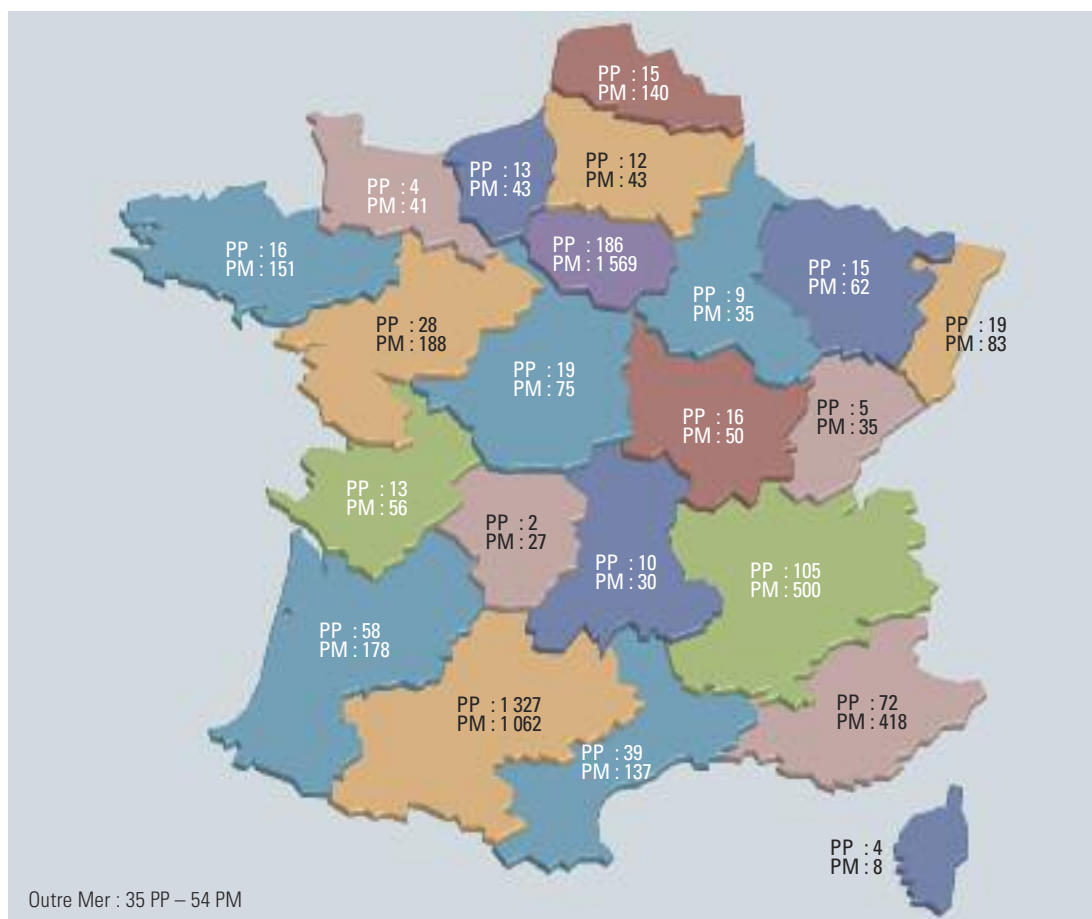 PP : 15
PM : 140
PP : 12
PM : 43
PP : 13
PM : 43
PP : 4
PM : 41
PP : 16
PM : 151
PP : 186
PM : 1 569
PP : 15
PM : 62
PP : 9
PM : 35
PP : 19
PM : 83
PP : 28
PM : 188
PP : 19
PM : 75
PP : 16
PM : 50
PP : 5
PM : 35
PP : 13
PM : 56
PP : 2
PM : 27
PP : 10
PM : 30
PP : 105
PM : 500
PP : 58
PM : 178
PP : 1 327
PM : 1 062
PP : 72
PM : 418
PP : 39
PM : 137
PP : 4
PM : 8
Outre Mer : 35 PP – 54 PM